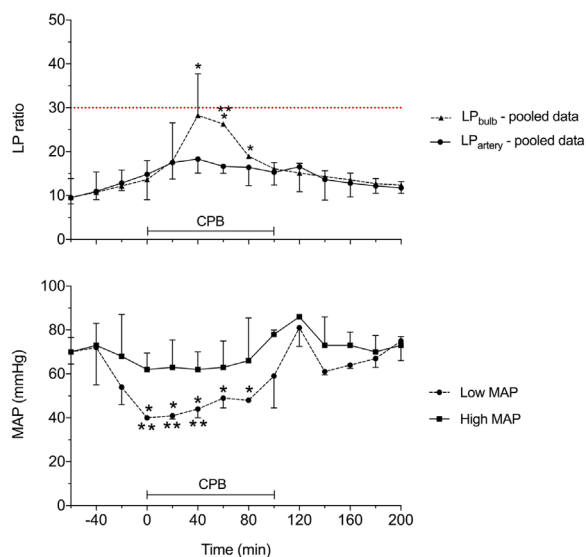 50
40
30
20
10
0
LP ratio
*
**
*
*
CPB
LPbulb - pooled data
LPartery - pooled data
100
80
60
40
20
0
MAP (mmHg)
* * * * *
** ** **
CPB
Low MAP
High MAP
-40 0 40 80 120 160 200
Time (min)